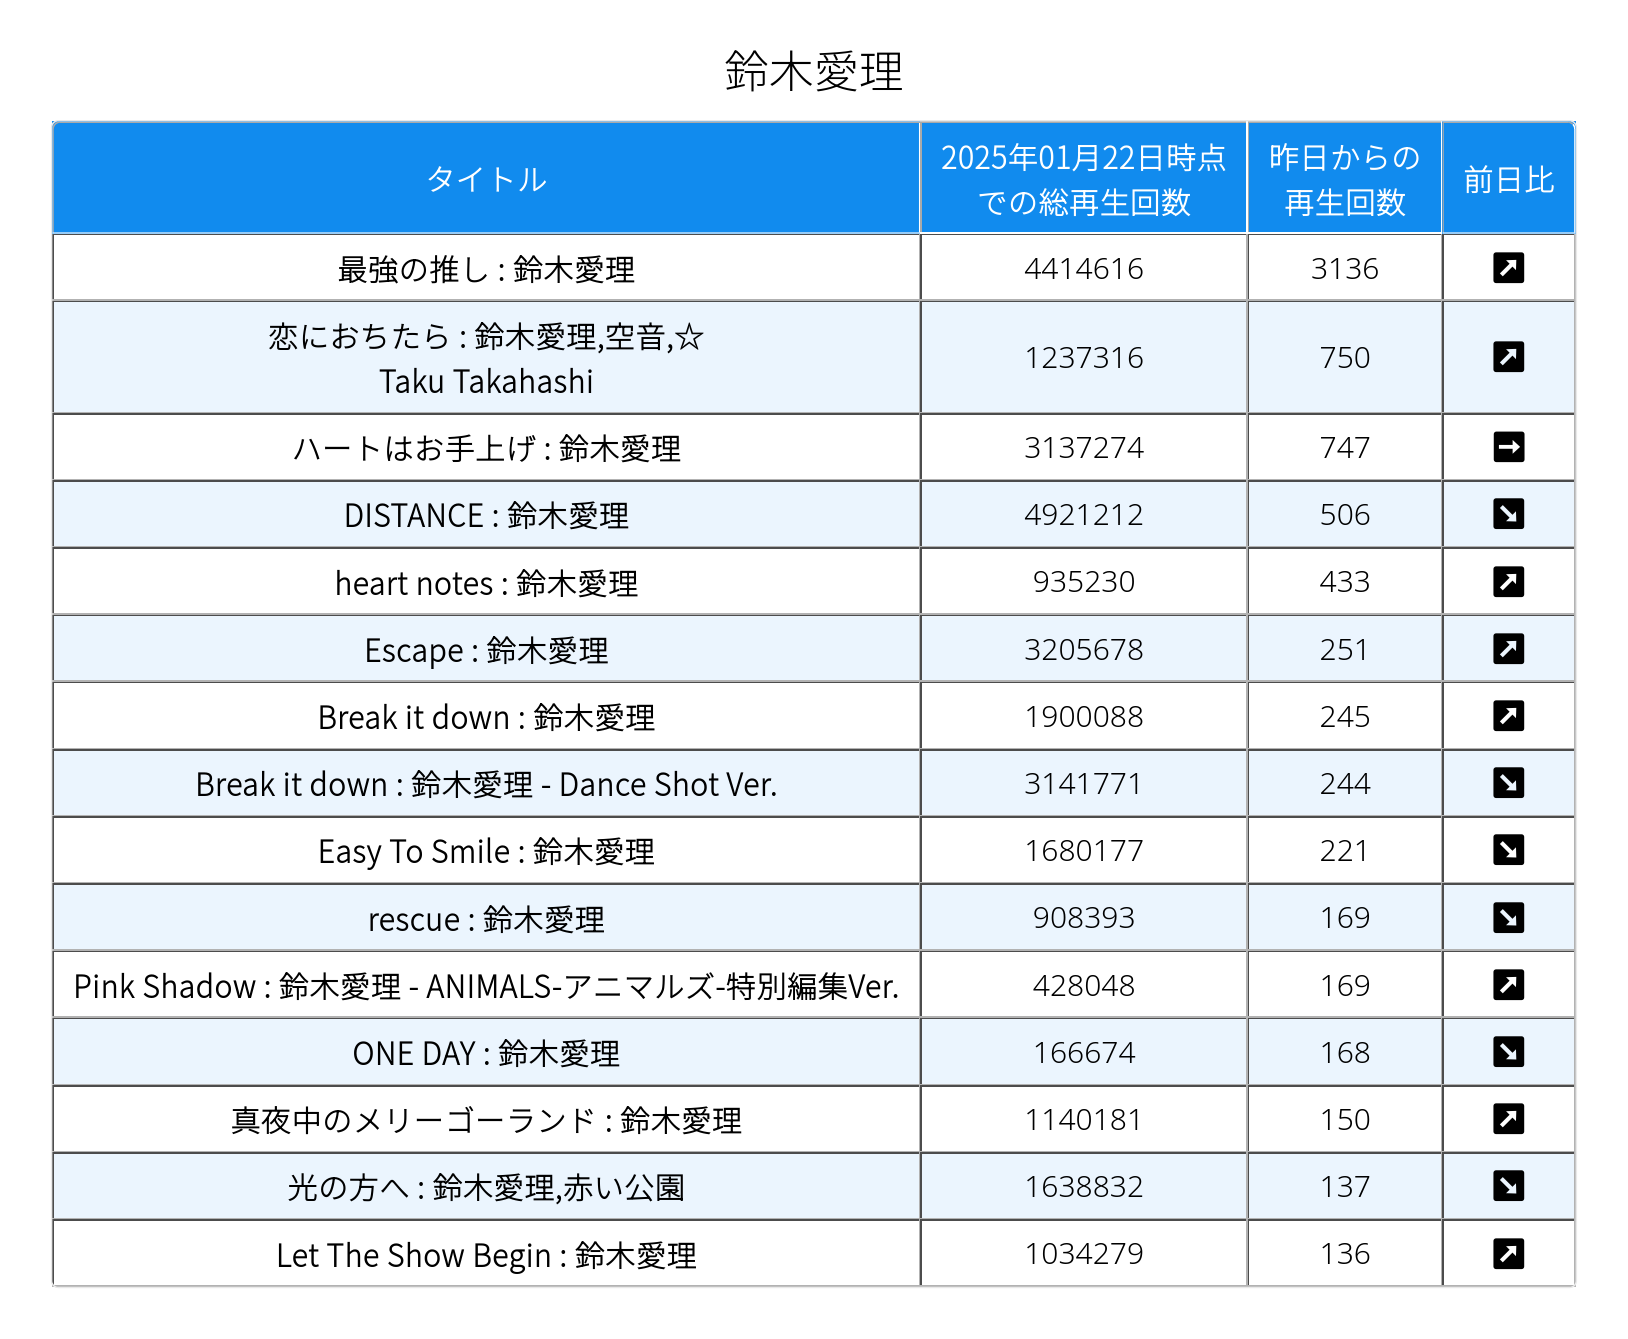 鈴木愛理
タイトル 2025年01月22日時点 昨日からの 前日比
での総再生回数 再生回数
最強の推し : 鈴木愛理 4414616 3136 ↗
恋におちたら : 鈴木愛理,空音,☆ 1237316 750 ↗
Taku Takahashi
ハートはお手上げ : 鈴木愛理 3137274 747 →
DISTANCE : 鈴木愛理 4921212 506 ↘
heart notes : 鈴木愛理 935230 433 ↗
Escape : 鈴木愛理 3205678 251 ↗
Break it down : 鈴木愛理 1900088 245 ↗
Break it down : 鈴木愛理 - Dance Shot Ver. 3141771 244 ↘
Easy To Smile : 鈴木愛理 1680177 221 ↘
rescue : 鈴木愛理 908393 169 ↘
Pink Shadow : 鈴木愛理 - ANIMALS-アニマルズ-特別編集Ver. 428048 169 ↗
ONE DAY : 鈴木愛理 166674 168 ↘
真夜中のメリーゴーランド : 鈴木愛理 1140181 150 ↗
光の方へ : 鈴木愛理,赤い公園 1638832 137 ↘
Let The Show Begin : 鈴木愛理 1034279 136 ↗